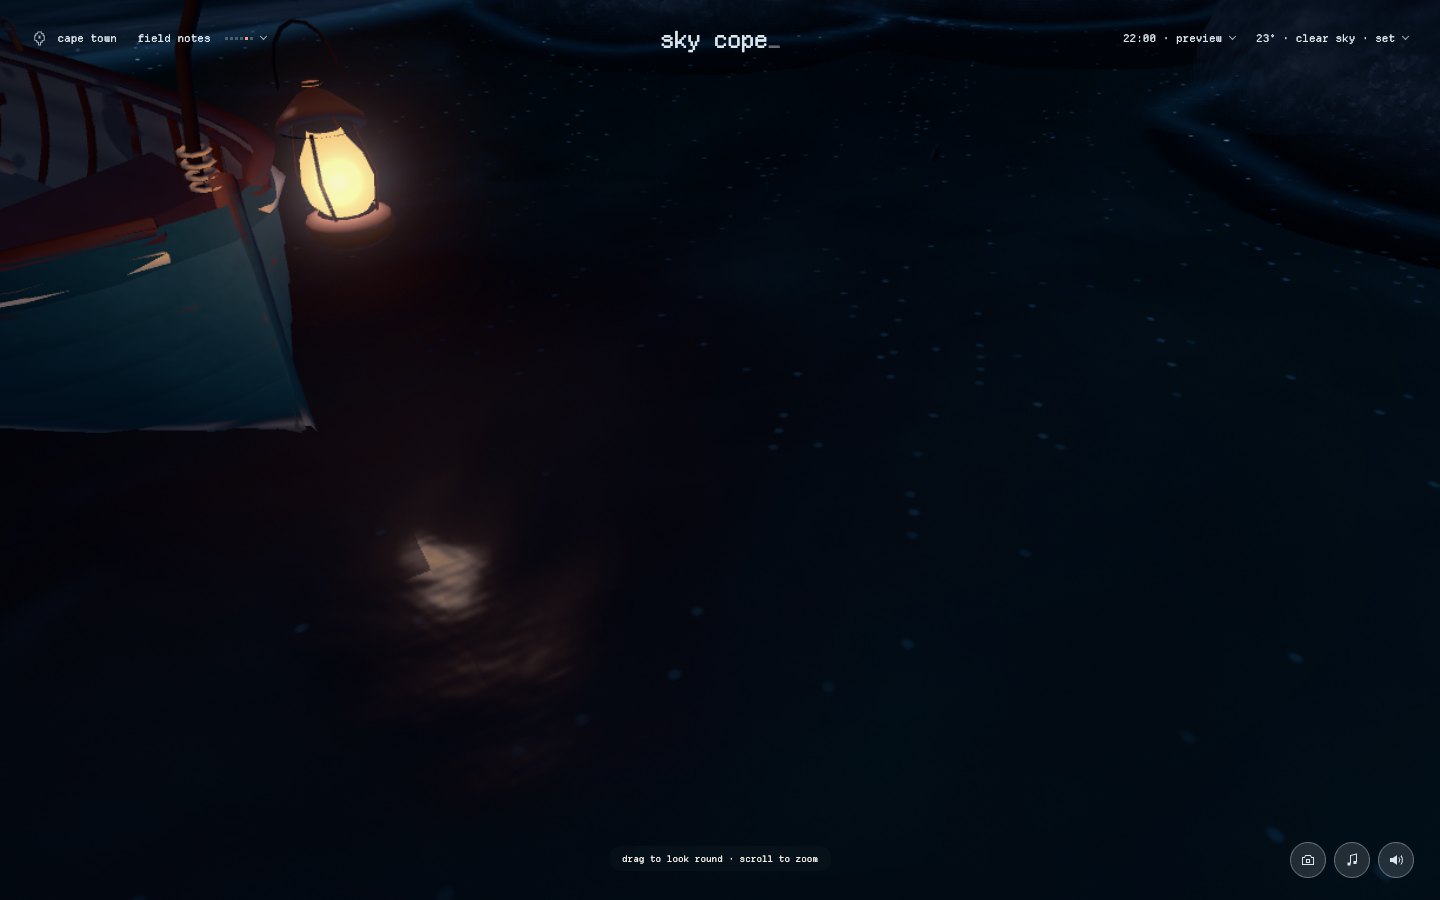 cape town
field notes
sky cope_
22:00 · preview
23° · clear sky · set
drag to look round · scroll to zoom